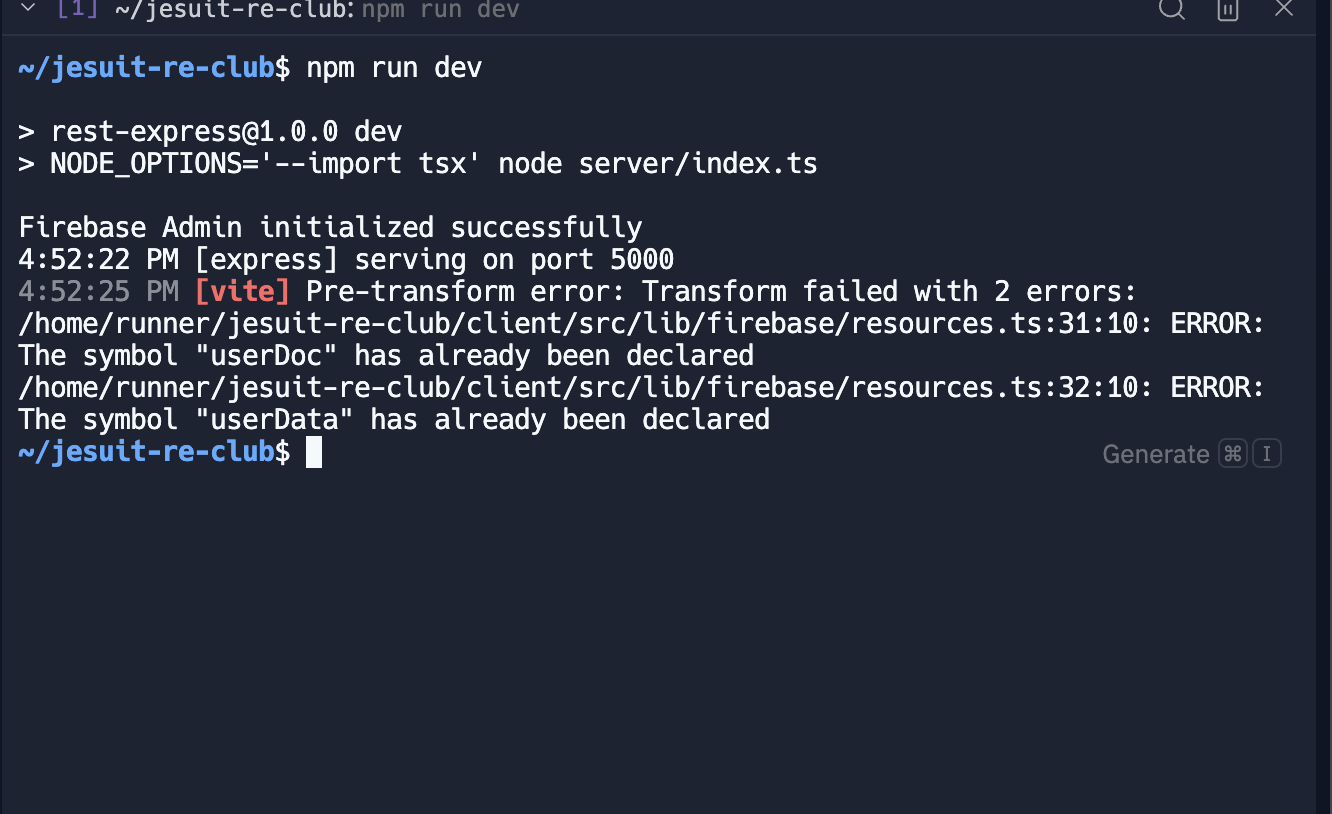 [1] ~/jesuit-re-club: npm run dev
~/jesuit-re-club$ npm run dev
> rest-express@1.0.0 dev
> NODE_OPTIONS='--import tsx' node server/index.ts
Firebase Admin initialized successfully
4:52:22 PM [express] serving on port 5000
4:52:25 PM [vite] Pre-transform error: Transform failed with 2 errors:
/home/runner/jesuit-re-club/client/src/lib/firebase/resources.ts:31:10: ERROR:
The symbol "userDoc" has already been declared
/home/runner/jesuit-re-club/client/src/lib/firebase/resources.ts:32:10: ERROR:
The symbol "userData" has already been declared
~/jesuit-re-club$
Generate ⌘ I